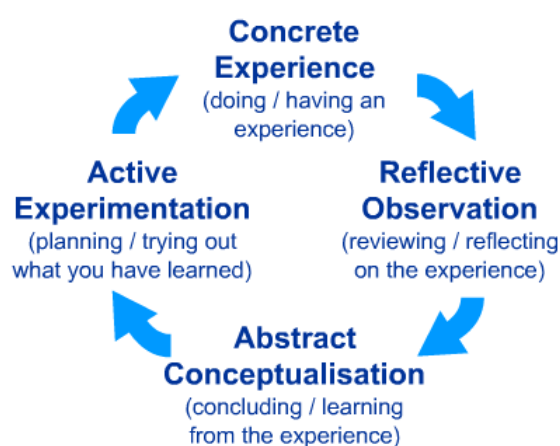 Concrete
Experience
(doing / having an
experience)
Reflective
Observation
(reviewing / reflecting
on the experience)
Abstract
Conceptualisation
(concluding / learning
from the experience)
Active
Experimentation
(planning / trying out
what you have learned)